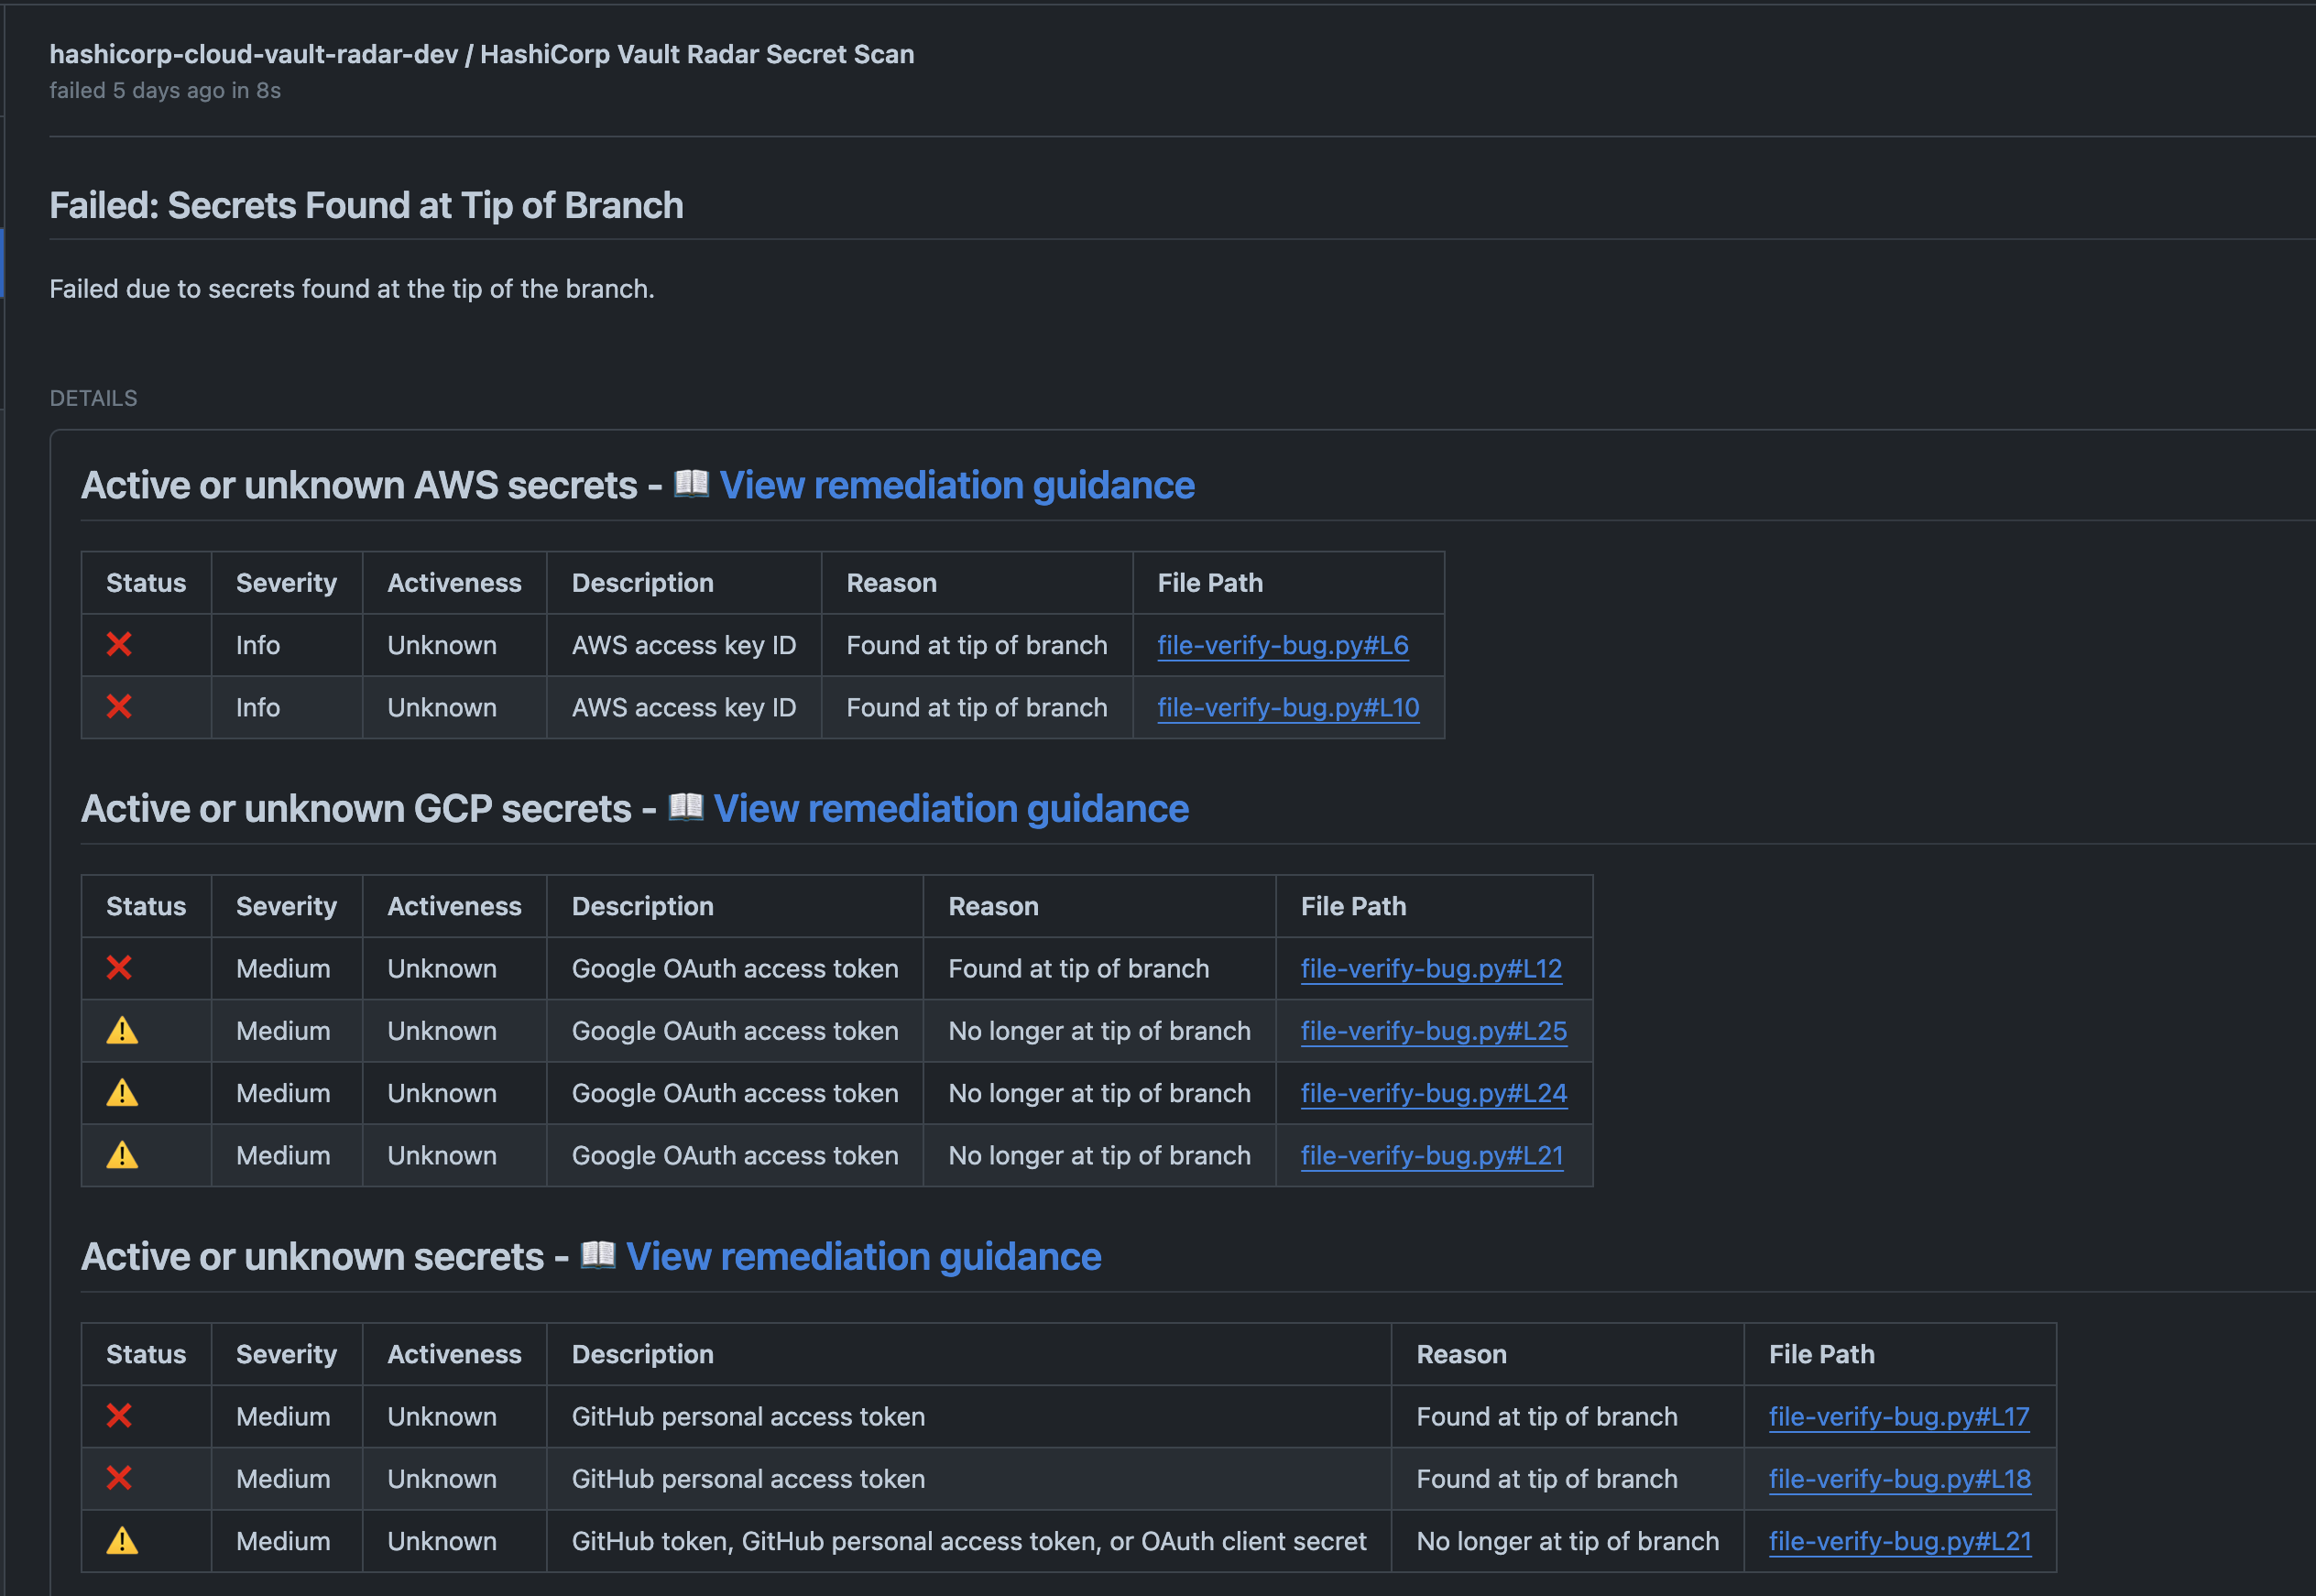 hashicorp-cloud-vault-radar-dev / HashiCorp Vault Radar Secret Scan
failed 5 days ago in 8s
Failed: Secrets Found at Tip of Branch
Failed due to secrets found at the tip of the branch.
DETAILS
Active or unknown AWS secrets - 📖 View remediation guidance
Status Severity Activeness Description Reason File Path
❌ Info Unknown AWS access key ID Found at tip of branch file-verify-bug.py#L6
❌ Info Unknown AWS access key ID Found at tip of branch file-verify-bug.py#L10
Active or unknown GCP secrets - 📖 View remediation guidance
Status Severity Activeness Description Reason File Path
❌ Medium Unknown Google OAuth access token Found at tip of branch file-verify-bug.py#L12
⚠️ Medium Unknown Google OAuth access token No longer at tip of branch file-verify-bug.py#L25
⚠️ Medium Unknown Google OAuth access token No longer at tip of branch file-verify-bug.py#L24
⚠️ Medium Unknown Google OAuth access token No longer at tip of branch file-verify-bug.py#L21
Active or unknown secrets - 📖 View remediation guidance
Status Severity Activeness Description Reason File Path
❌ Medium Unknown GitHub personal access token Found at tip of branch file-verify-bug.py#L17
❌ Medium Unknown GitHub personal access token Found at tip of branch file-verify-bug.py#L18
⚠️ Medium Unknown GitHub token, GitHub personal access token, or OAuth client secret No longer at tip of branch file-verify-bug.py#L21